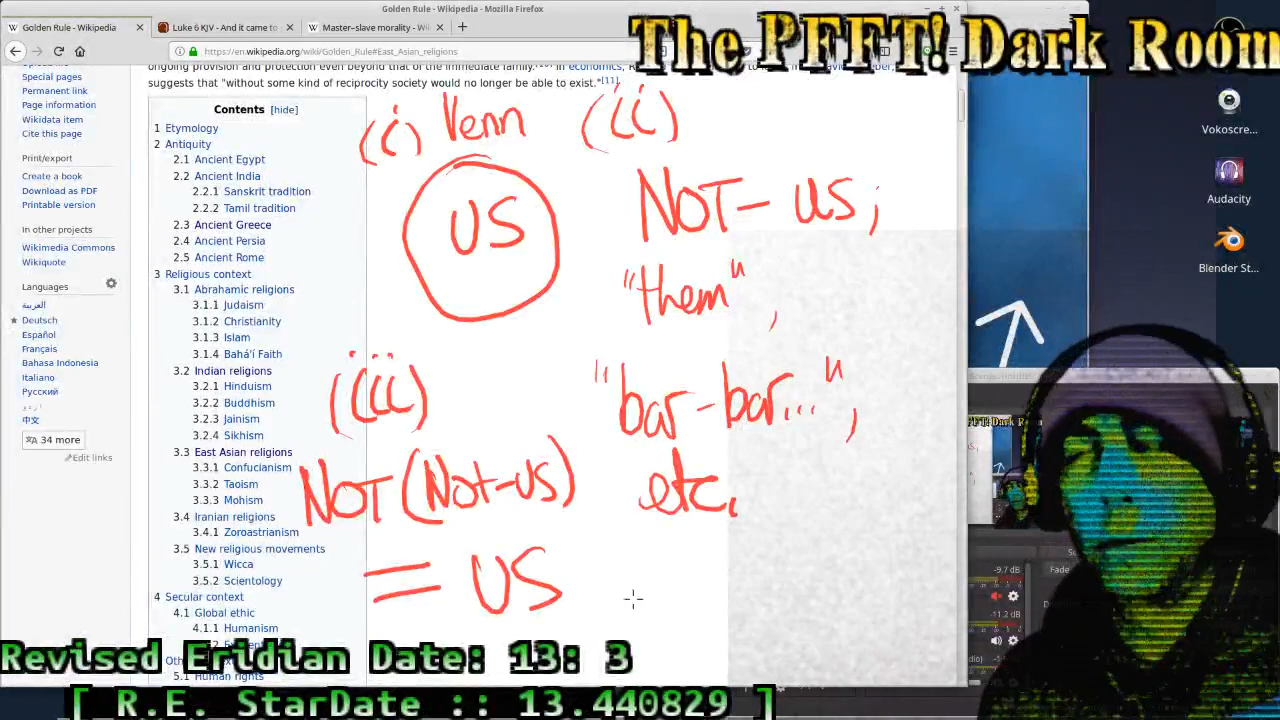 Golden Rule - Wikipedia - Mozilla Firefox
Golden Rule - Wikipedia
Luke 6 KJV - And it came to
Master–slave morality - Wiki
The PFFT! Dark Room
https://en.wikipedia.org/wiki/Golden_Rule#East_Asian_religions
suggests that "without some kind of reciprocity society would no longer be able to exist."[11]
Special pages
Permanent link
Page information
Wikidata item
Cite this page
Print/export
Create a book
Download as PDF
Printable version
In other projects
Wikimedia Commons
Wikiquote
Languages
العربية
Deutsch
Español
Français
Bahasa Indonesia
Italiano
Русский
اردو
中文
34 more
Edit links
Contents [hide]
1 Etymology
2 Antiquity
2.1 Ancient Egypt
2.2 Ancient India
2.2.1 Sanskrit tradition
2.2.2 Tamil tradition
2.3 Ancient Greece
2.4 Ancient Persia
2.5 Ancient Rome
3 Religious context
3.1 Abrahamic religions
3.1.1 Judaism
3.1.2 Christianity
3.1.3 Islam
3.1.4 Bahá'í Faith
3.2 Indian religions
3.2.1 Hinduism
3.2.2 Buddhism
3.2.3 Jainism
3.2.4 Sikhism
3.3 East Asian religions
3.3.1 Confucianism
3.3.2 Taoism
3.3.3 Mohism
3.4 Iranian religions
3.4.1 Zoroastrianism
3.5 New religious movements
3.5.1 Wicca
3.5.2 Scientology
4 Secular context
4.1 Global ethic
4.1.1 Humanism
5.1 Human rights
(i) Venn
US
(ii)
NOT-US;
"them",
"bar-bar...",
etc.
(iii)
NOT(NOT-US)
= US
Vokoscre...
Audacity
Blender St...
-9.7 dB
-11.2 dB
Fade
Revised Eridian Date: 13: 3
[ R.E. StarDate :: 13.440829 ]